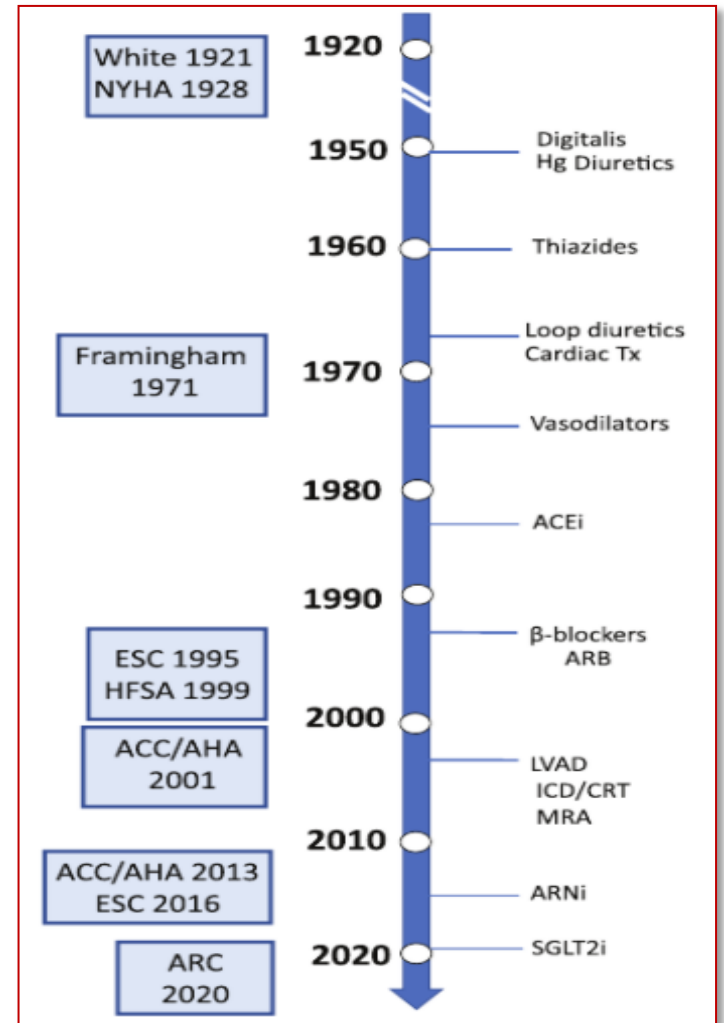 White 1921
NYHA 1928
1920
1950
Digitalis
Hg Diuretics
1960
Thiazides
Loop diuretics
Cardiac Tx
Framingham
1971
1970
Vasodilators
1980
ACEi
1990
β-blockers
ARB
ESC 1995
HFSA 1999
2000
ACC/AHA
2001
LVAD
ICD/CRT
MRA
2010
ACC/AHA 2013
ESC 2016
ARNi
2020
SGLT2i
ARC
2020